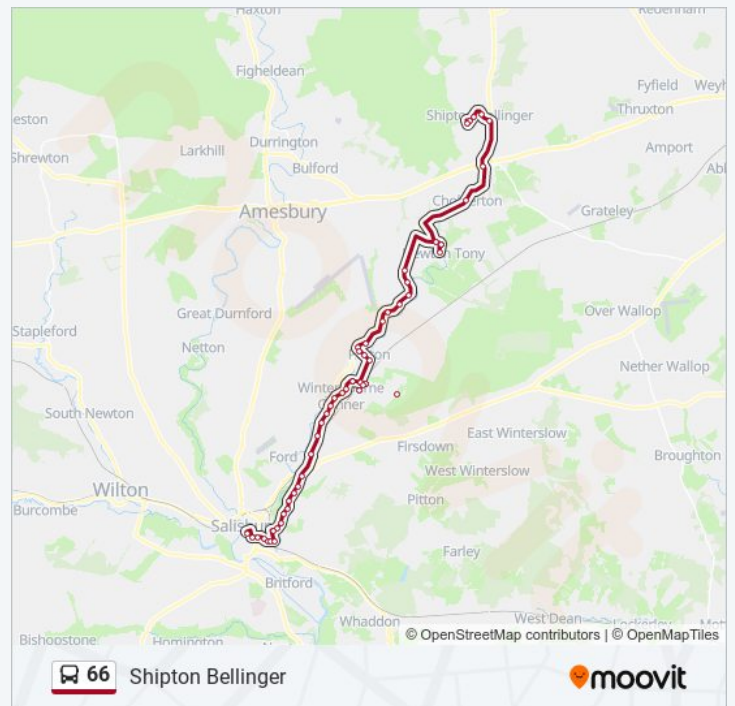 Haxton
Redenham
Figheldean
Fyfield
Weyh
Thruxton
eston
Shipton Bellinger
Durrington
Larkhill
Shrewton
Bulford
Amport
Cholderton
Amesbury
Grateley
Newton Tony
Great Durnford
Over Wallop
Stapleford
Netton
Nether Wallop
Winterbourne
Gunner
South Newton
East Winterslow
Firsdown
Ford
Broughton
West Winterslow
Wilton
Pitton
Burcombe
Salisbury
Farley
Britford
Whaddon
West Dean
Lockerley
© OpenStreetMap contributors | © OpenMapTiles
Bishopstone
Homington
66 Shipton Bellinger
moovit